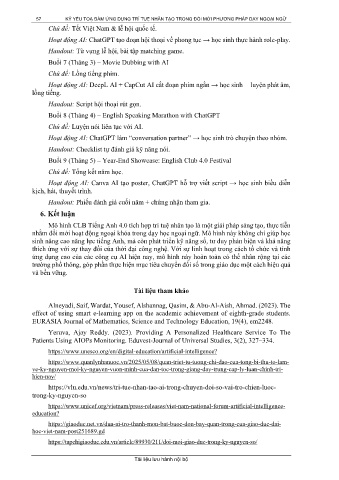 57 KỶ YẾU TỌA ĐÀM ỨNG DỤNG TRÍ TUỆ NHÂN TẠO TRONG ĐỔI MỚI PHƯƠNG PHÁP DẠY NGOẠI NGỮ
Chủ đề: Tết Việt Nam & lễ hội quốc tế.
Hoạt động AI: ChatGPT tạo đoạn hội thoại về phong tục → học sinh thực hành role-play.
Handout: Từ vựng lễ hội, bài tập matching game.
Buổi 7 (Tháng 3) – Movie Dubbing with AI
Chủ đề: Lồng tiếng phim.
Hoạt động AI: DeepL AI + CapCut AI cắt đoạn phim ngắn → học sinh luyện phát âm,
lồng tiếng.
Handout: Script hội thoại rút gọn.
Buổi 8 (Tháng 4) – English Speaking Marathon with ChatGPT
Chủ đề: Luyện nói liên tục với AI.
Hoạt động AI: ChatGPT làm “conversation partner” → học sinh trò chuyện theo nhóm.
Handout: Checklist tự đánh giá kỹ năng nói.
Buổi 9 (Tháng 5) – Year-End Showcase: English Club 4.0 Festival
Chủ đề: Tổng kết năm học.
Hoạt động AI: Canva AI tạo poster, ChatGPT hỗ trợ viết script → học sinh biểu diễn
kịch, hát, thuyết trình.
Handout: Phiếu đánh giá cuối năm + chứng nhận tham gia.
6. Kết luận
Mô hình CLB Tiếng Anh 4.0 tích hợp trí tuệ nhân tạo là một giải pháp sáng tạo, thực tiễn
nhằm đổi mới hoạt động ngoại khóa trong dạy học ngoại ngữ. Mô hình này không chỉ giúp học
sinh nâng cao năng lực tiếng Anh, mà còn phát triển kỹ năng số, tư duy phản biện và khả năng
thích ứng với sự thay đổi của thời đại công nghệ. Với sự linh hoạt trong cách tổ chức và tính
ứng dụng cao của các công cụ AI hiện nay, mô hình này hoàn toàn có thể nhân rộng tại các
trường phổ thông, góp phần thực hiện mục tiêu chuyển đổi số trong giáo dục một cách hiệu quả
và bền vững.
Tài liệu tham khảo
Alneyadi, Saif, Wardat, Yousef, Alshannag, Qasim, & Abu-Al-Aish, Ahmad. (2023). The
effect of using smart e-learning app on the academic achievement of eighth-grade students.
EURASIA Journal of Mathematics, Science and Technology Education, 19(4), em2248.
Yeruva, Ajay Reddy. (2023). Providing A Personalized Healthcare Service To The
Patients Using AIOPs Monitoring. Eduvest-Journal of Universal Studies, 3(2), 327–334.
https://www.unesco.org/en/digital-education/artificial-intelligence?
https://www.quanlynhanuoc.vn/2025/05/08/quan-triet-tu-tuong-chi-dao-cua-tong-bi-thu-to-lam-
ve-ky-nguyen-moi-ky-nguyen-vuon-minh-cua-dan-toc-trong-giang-day-trung-cap-ly-luan-chinh-tri-
hien-nay/
https://vlu.edu.vn/news/tri-tue-nhan-tao-ai-trong-chuyen-doi-so-vai-tro-chien-luoc-
trong-ky-nguyen-so
https://www.unicef.org/vietnam/press-releases/viet-nam-national-forum-artificial-intelligence-
education?
https://giaoduc.net.vn/dua-ai-tro-thanh-mon-bat-buoc-don-bay-quan-trong-cua-giao-duc-dai-
hoc-viet-nam-post251689.gd
https://tapchigiaoduc.edu.vn/article/89930/211/doi-moi-giao-duc-trong-ky-nguyen-so/
Tài liệu lưu hành nội bộ